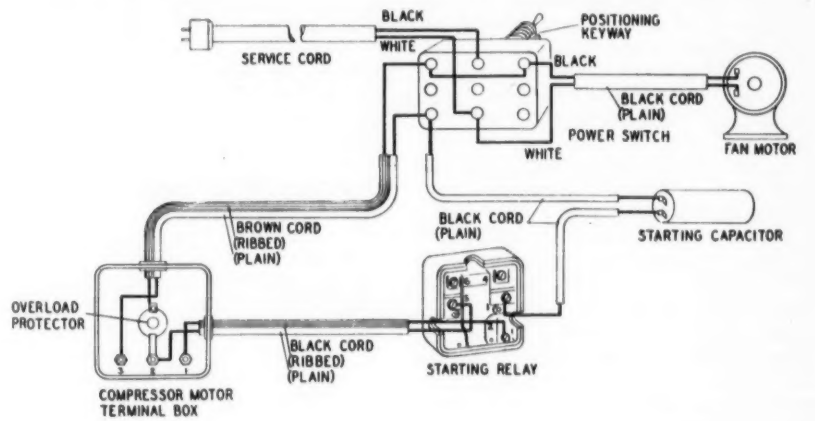 BLACK
POSITIONING
KEYWAY
WHITE
SERVICE CORD
BLACK
BLACK CORD
(PLAIN)
POWER SWITCH
FAN MOTOR
WHITE
BROWN CORD
(RIBBED)
(PLAIN)
BLACK CORD
(PLAIN)
STARTING CAPACITOR
OVERLOAD
PROTECTOR
3 2 1
BLACK CORD
(RIBBED)
(PLAIN)
STARTING RELAY
COMPRESSOR MOTOR
TERMINAL BOX